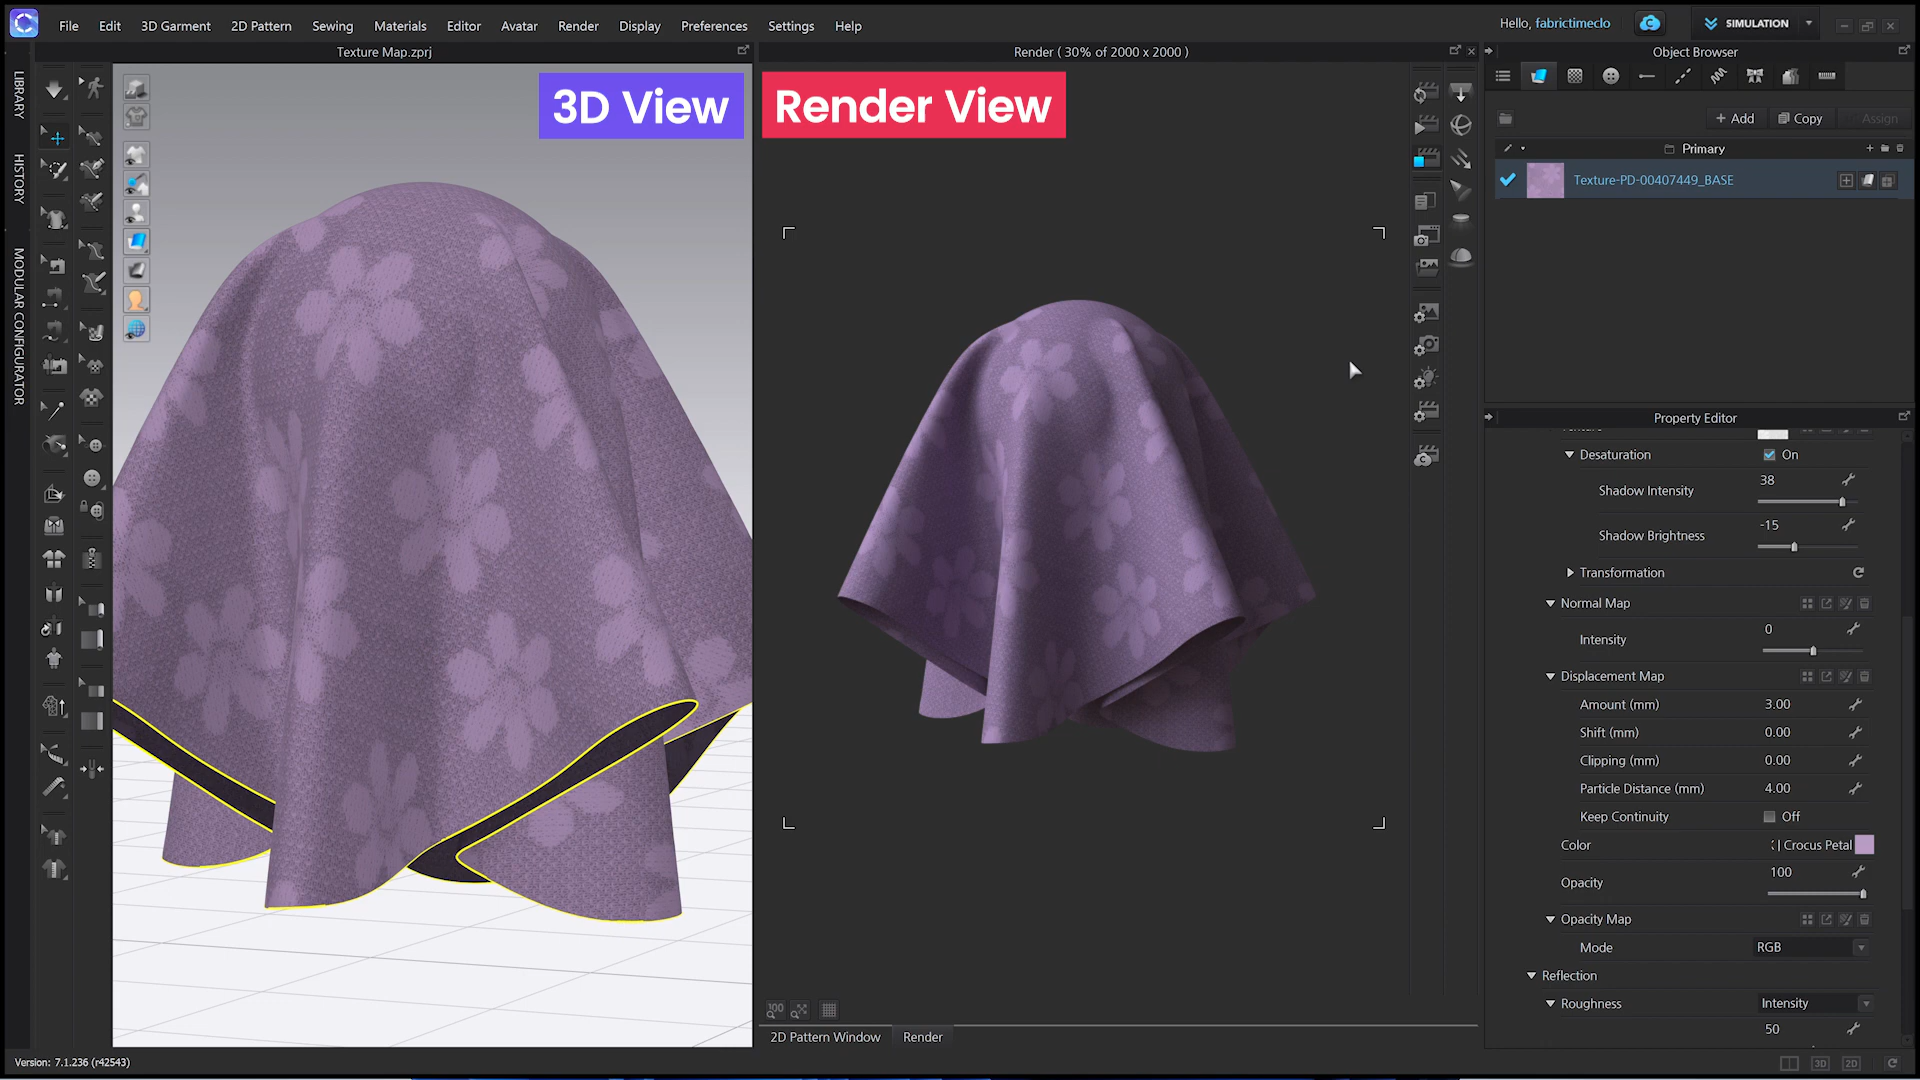 File Edit 3D Garment 2D Pattern Sewing Materials Editor Avatar Render Display Preferences Settings Help
Hello, fabrictimeclo
SIMULATION
Texture Map.zprj
Render ( 30% of 2000 x 2000 )
Object Browser
3D View
Render View
LIBRARY
HISTORY
MODULAR CONFIGURATOR
+ Add
Copy
Assign
Primary
Texture-PD-00407449_BASE
Property Editor
Desaturation
On
Shadow Intensity
38
Shadow Brightness
-15
Transformation
Normal Map
Intensity
0
Displacement Map
Amount (mm)
3.00
Shift (mm)
0.00
Clipping (mm)
0.00
Particle Distance (mm)
4.00
Keep Continuity
Off
Color
| Crocus Petal
Opacity
100
Opacity Map
Mode
RGB
Reflection
Roughness
Intensity
50
100
2D Pattern Window
Render
Version: 7.1.236 (r42543)
3D
2D